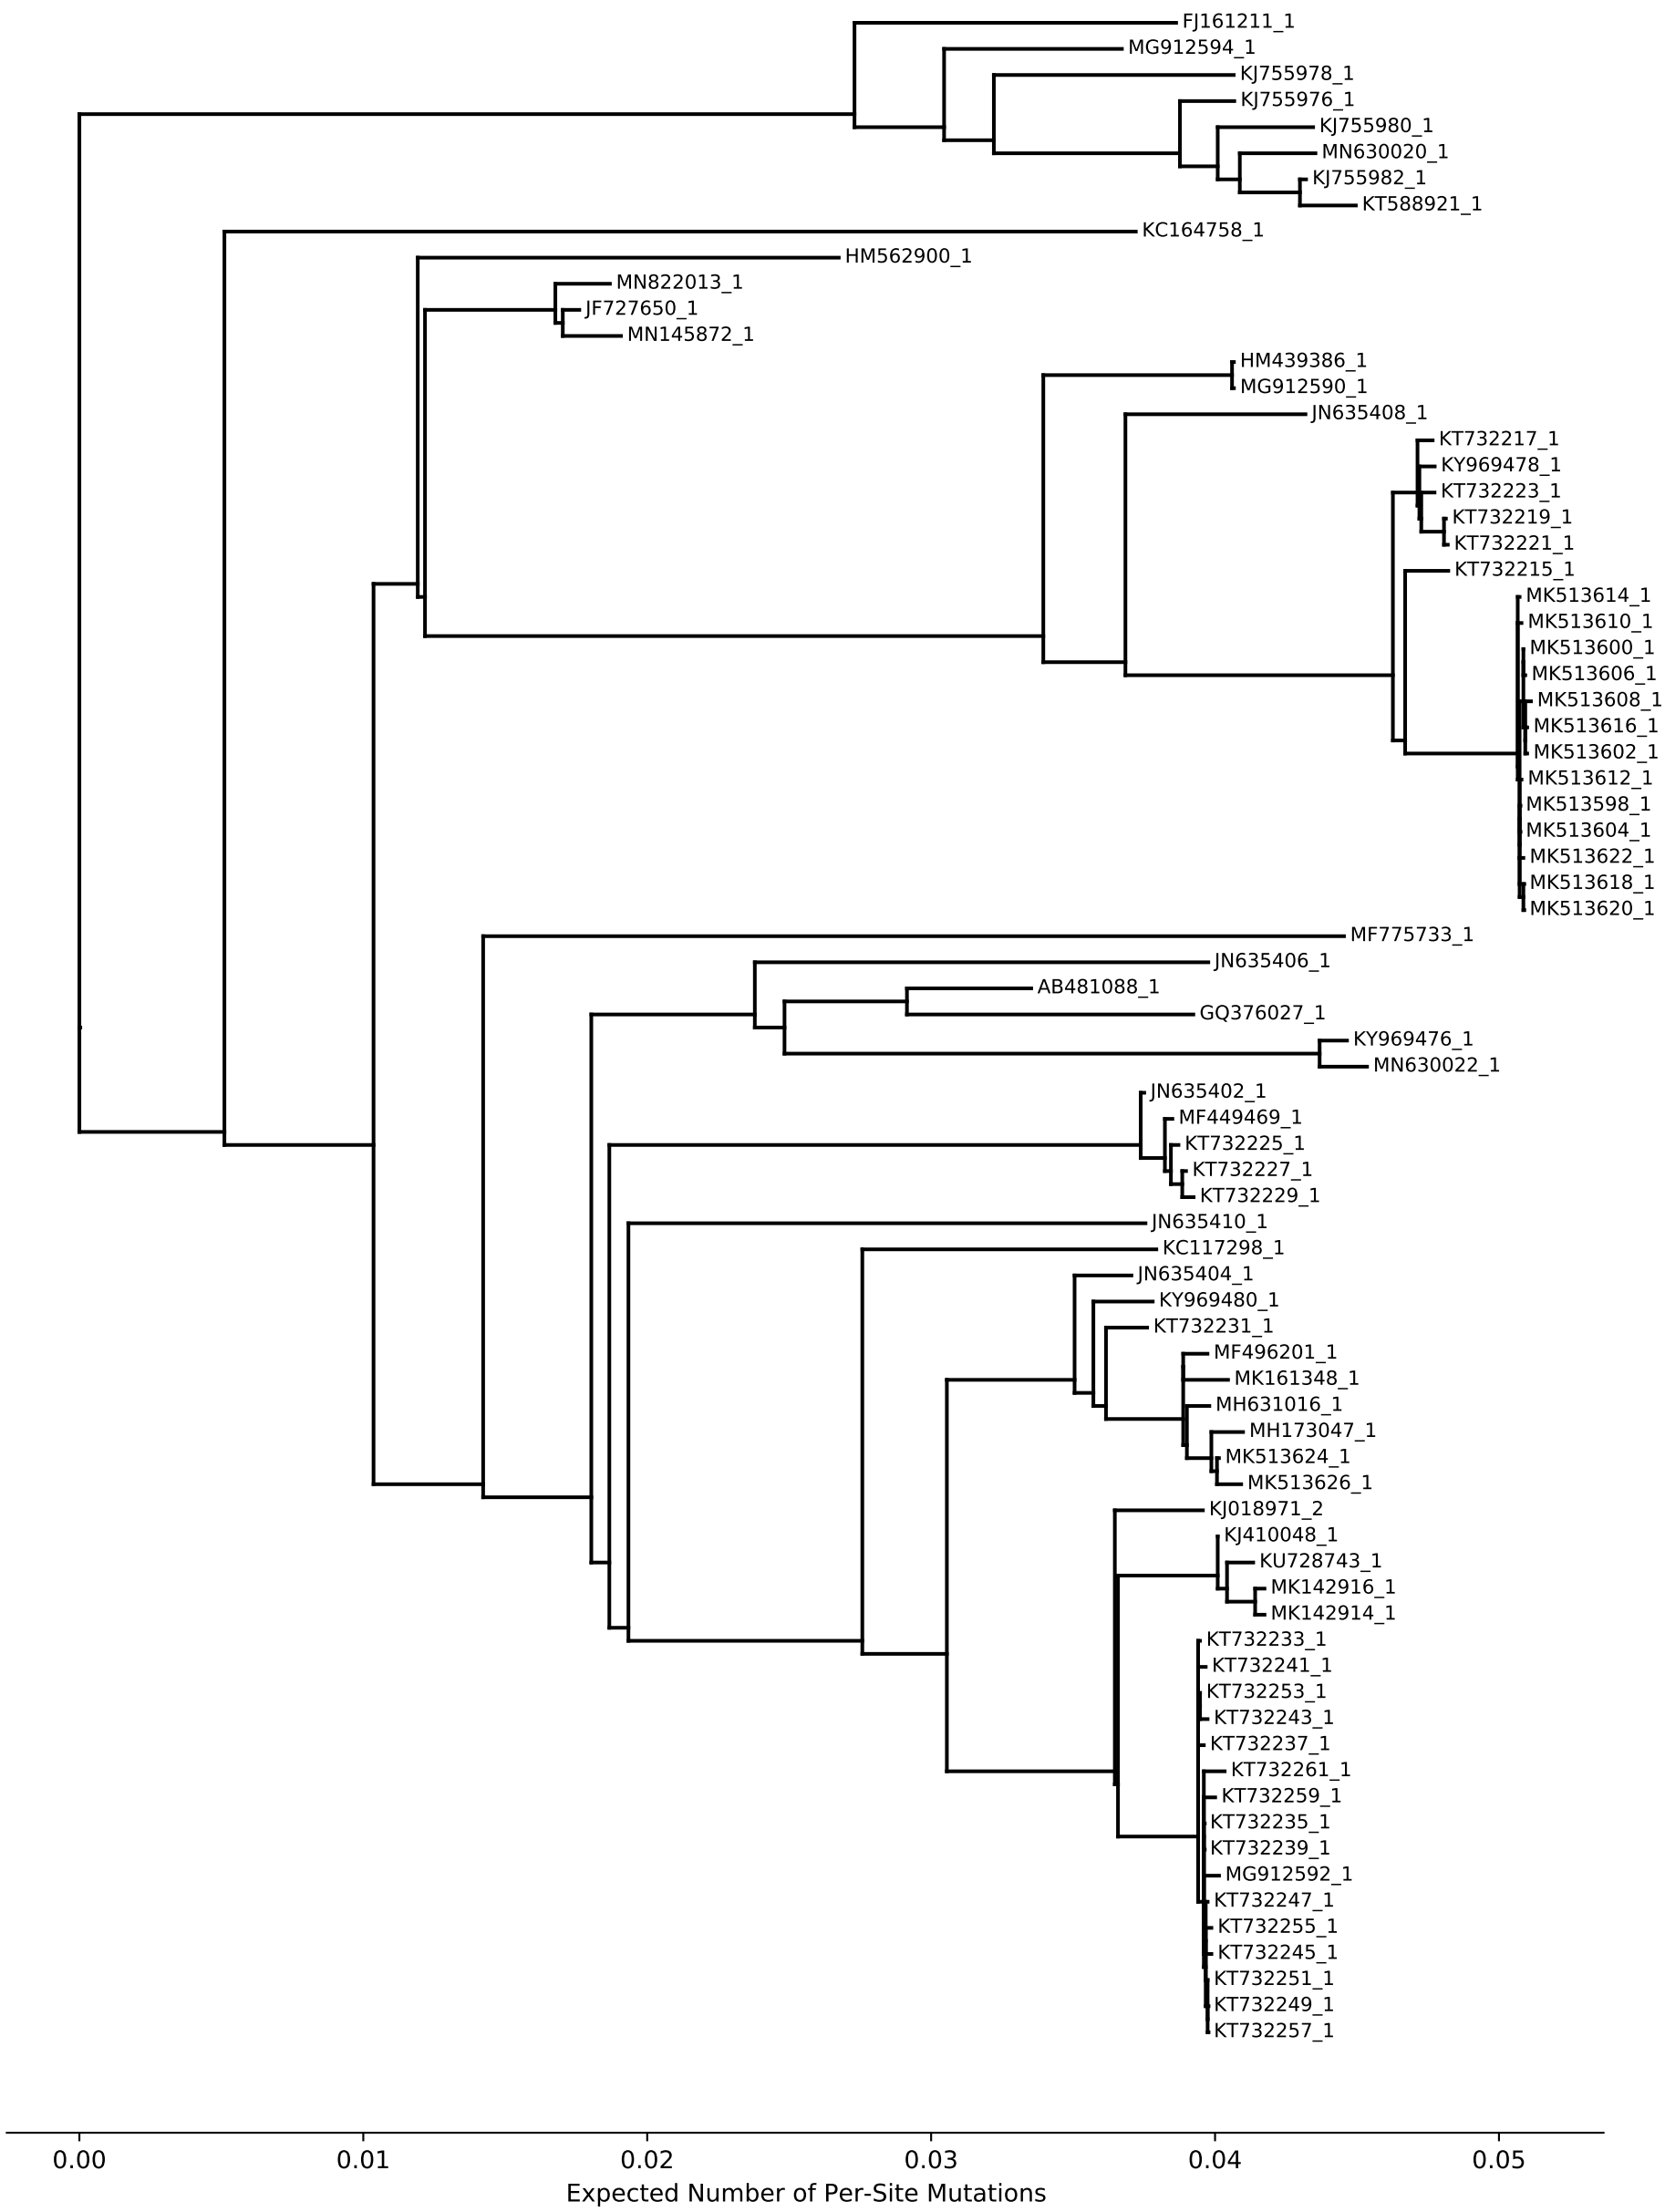 FJ161211_1
MG912594_1
KJ755978_1
KJ755976_1
KJ755980_1
MN630020_1
KJ755982_1
KT588921_1
KC164758_1
HM562900_1
MN822013_1
JF727650_1
MN145872_1
HM439386_1
MG912590_1
JN635408_1
KT732217_1
KY969478_1
KT732223_1
KT732219_1
KT732221_1
KT732215_1
MK513614_1
MK513610_1
MK513600_1
MK513606_1
MK513608_1
MK513616_1
MK513602_1
MK513612_1
MK513598_1
MK513604_1
MK513622_1
MK513618_1
MK513620_1
MF775733_1
JN635406_1
AB481088_1
GQ376027_1
KY969476_1
MN630022_1
JN635402_1
MF449469_1
KT732225_1
KT732227_1
KT732229_1
JN635410_1
KC117298_1
JN635404_1
KY969480_1
KT732231_1
MF496201_1
MK161348_1
MH631016_1
MH173047_1
MK513624_1
MK513626_1
KJ018971_2
KJ410048_1
KU728743_1
MK142916_1
MK142914_1
KT732233_1
KT732241_1
KT732253_1
KT732243_1
KT732237_1
KT732261_1
KT732259_1
KT732235_1
KT732239_1
MG912592_1
KT732247_1
KT732255_1
KT732245_1
KT732251_1
KT732249_1
KT732257_1
0.00 0.01 0.02 0.03 0.04 0.05
Expected Number of Per-Site Mutations